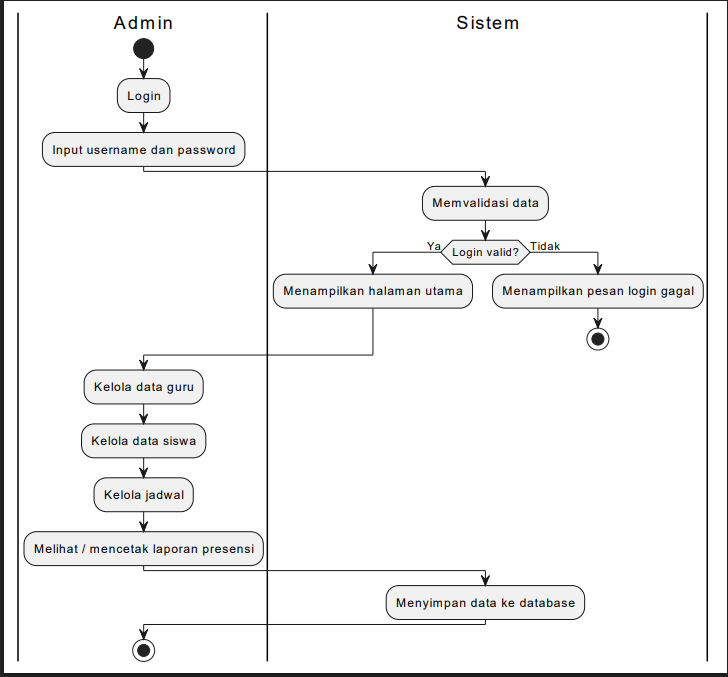 Admin
Sistem
Login
Input username dan password
Memvalidasi data
Ya
Login valid?
Tidak
Menampilkan halaman utama
Menampilkan pesan login gagal
Kelola data guru
Kelola data siswa
Kelola jadwal
Melihat / mencetak laporan presensi
Menyimpan data ke database